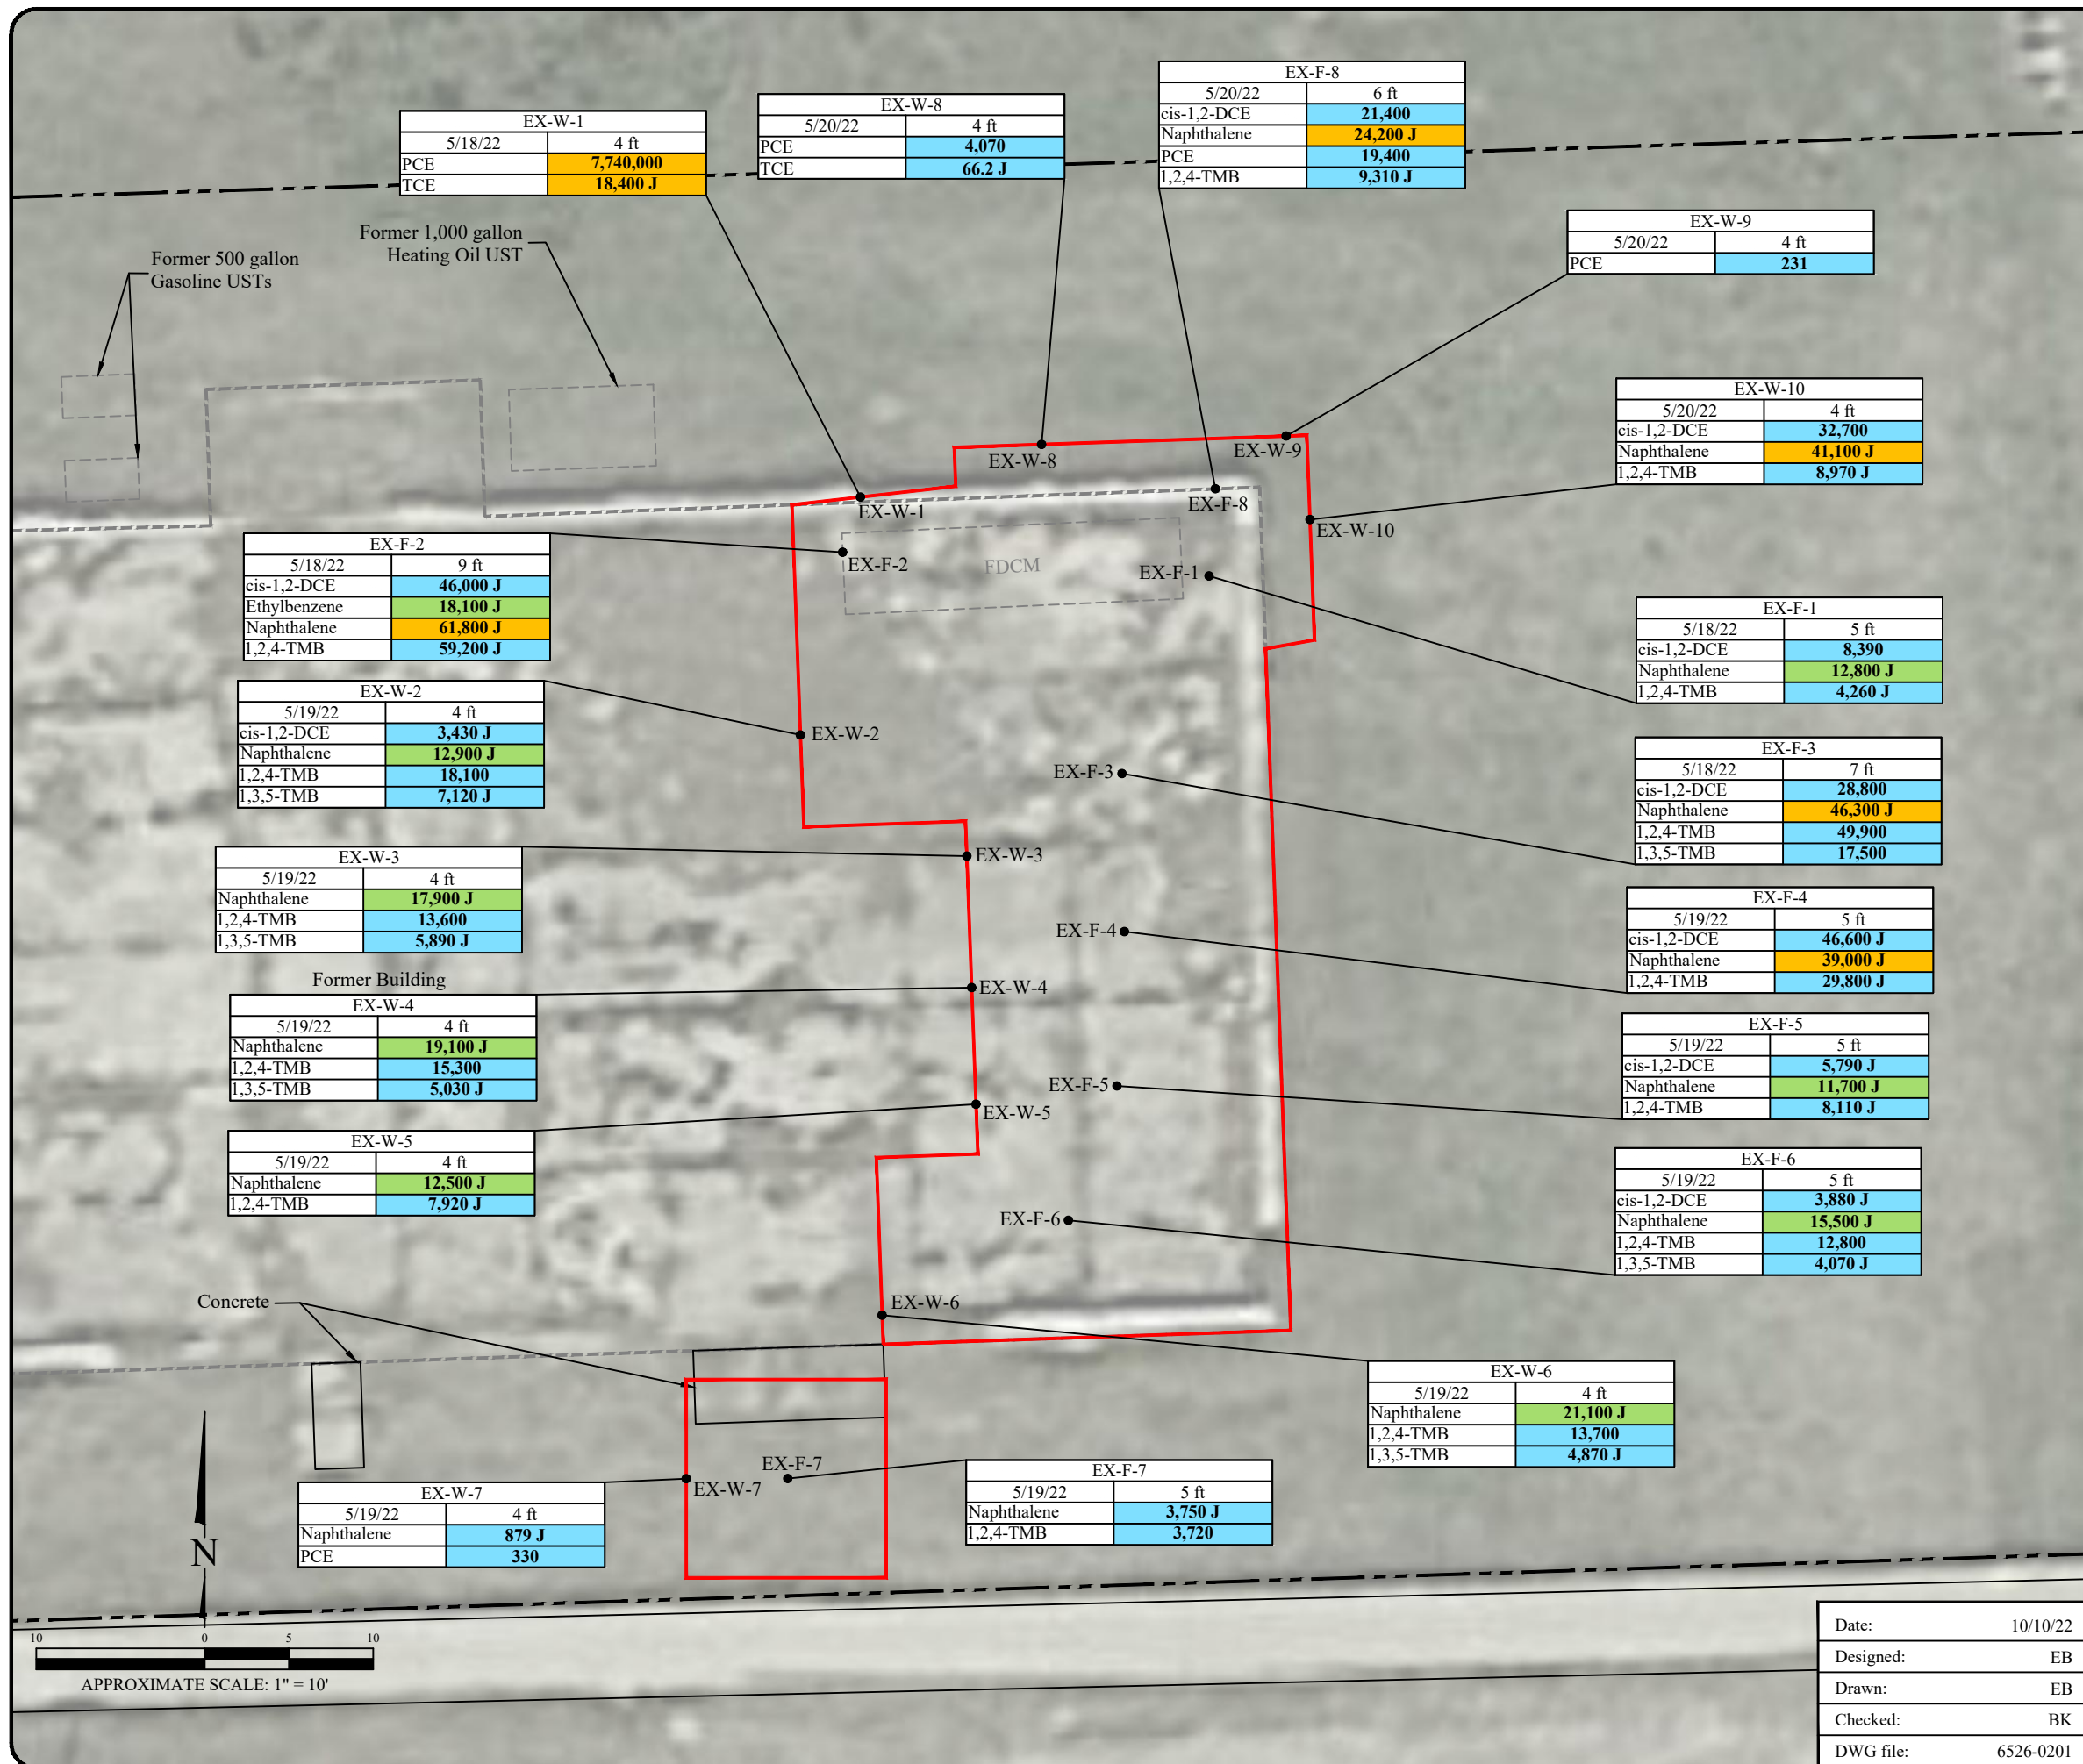 EX-F-8
5/20/22 6 ft
cis-1,2-DCE 21,400
Naphthalene 24,200 J
PCE 19,400
1,2,4-TMB 9,310 J
EX-W-8
5/20/22 4 ft
PCE 4,070
TCE 66.2 J
EX-W-1
5/18/22 4 ft
PCE 7,740,000
TCE 18,400 J
EX-W-9
5/20/22 4 ft
PCE 231
Former 1,000 gallon
Heating Oil UST
Former 500 gallon
Gasoline USTs
EX-W-10
5/20/22 4 ft
cis-1,2-DCE 32,700
Naphthalene 41,100 J
1,2,4-TMB 8,970 J
EX-W-8
EX-W-9
EX-W-1
EX-F-8
EX-W-10
EX-F-2
FDCM
EX-F-1
EX-F-2
5/18/22 9 ft
cis-1,2-DCE 46,000 J
Ethylbenzene 18,100 J
Naphthalene 61,800 J
1,2,4-TMB 59,200 J
EX-F-1
5/18/22 5 ft
cis-1,2-DCE 8,390
Naphthalene 12,800 J
1,2,4-TMB 4,260 J
EX-W-2
5/19/22 4 ft
cis-1,2-DCE 3,430 J
Naphthalene 12,900 J
1,2,4-TMB 18,100
1,3,5-TMB 7,120 J
EX-W-2
EX-F-3
EX-F-3
5/18/22 7 ft
cis-1,2-DCE 28,800
Naphthalene 46,300 J
1,2,4-TMB 49,900
1,3,5-TMB 17,500
EX-W-3
5/19/22 4 ft
Naphthalene 17,900 J
1,2,4-TMB 13,600
1,3,5-TMB 5,890 J
EX-W-3
EX-F-4
EX-F-4
5/19/22 5 ft
cis-1,2-DCE 46,600 J
Naphthalene 39,000 J
1,2,4-TMB 29,800 J
Former Building
EX-W-4
5/19/22 4 ft
Naphthalene 19,100 J
1,2,4-TMB 15,300
1,3,5-TMB 5,030 J
EX-W-4
EX-F-5
EX-W-5
EX-F-5
5/19/22 5 ft
cis-1,2-DCE 5,790 J
Naphthalene 11,700 J
1,2,4-TMB 8,110 J
EX-W-5
5/19/22 4 ft
Naphthalene 12,500 J
1,2,4-TMB 7,920 J
EX-F-6
EX-F-6
5/19/22 5 ft
cis-1,2-DCE 3,880 J
Naphthalene 15,500 J
1,2,4-TMB 12,800
1,3,5-TMB 4,070 J
Concrete
EX-W-6
EX-W-6
5/19/22 4 ft
Naphthalene 21,100 J
1,2,4-TMB 13,700
1,3,5-TMB 4,870 J
EX-F-7
EX-W-7
EX-W-7
5/19/22 4 ft
Naphthalene 879 J
PCE 330
EX-F-7
5/19/22 5 ft
Naphthalene 3,750 J
1,2,4-TMB 3,720
N
10 0 5 10
APPROXIMATE SCALE: 1" = 10'
Date: 10/10/22
Designed: EB
Drawn: EB
Checked: BK
DWG file: 6526-0201